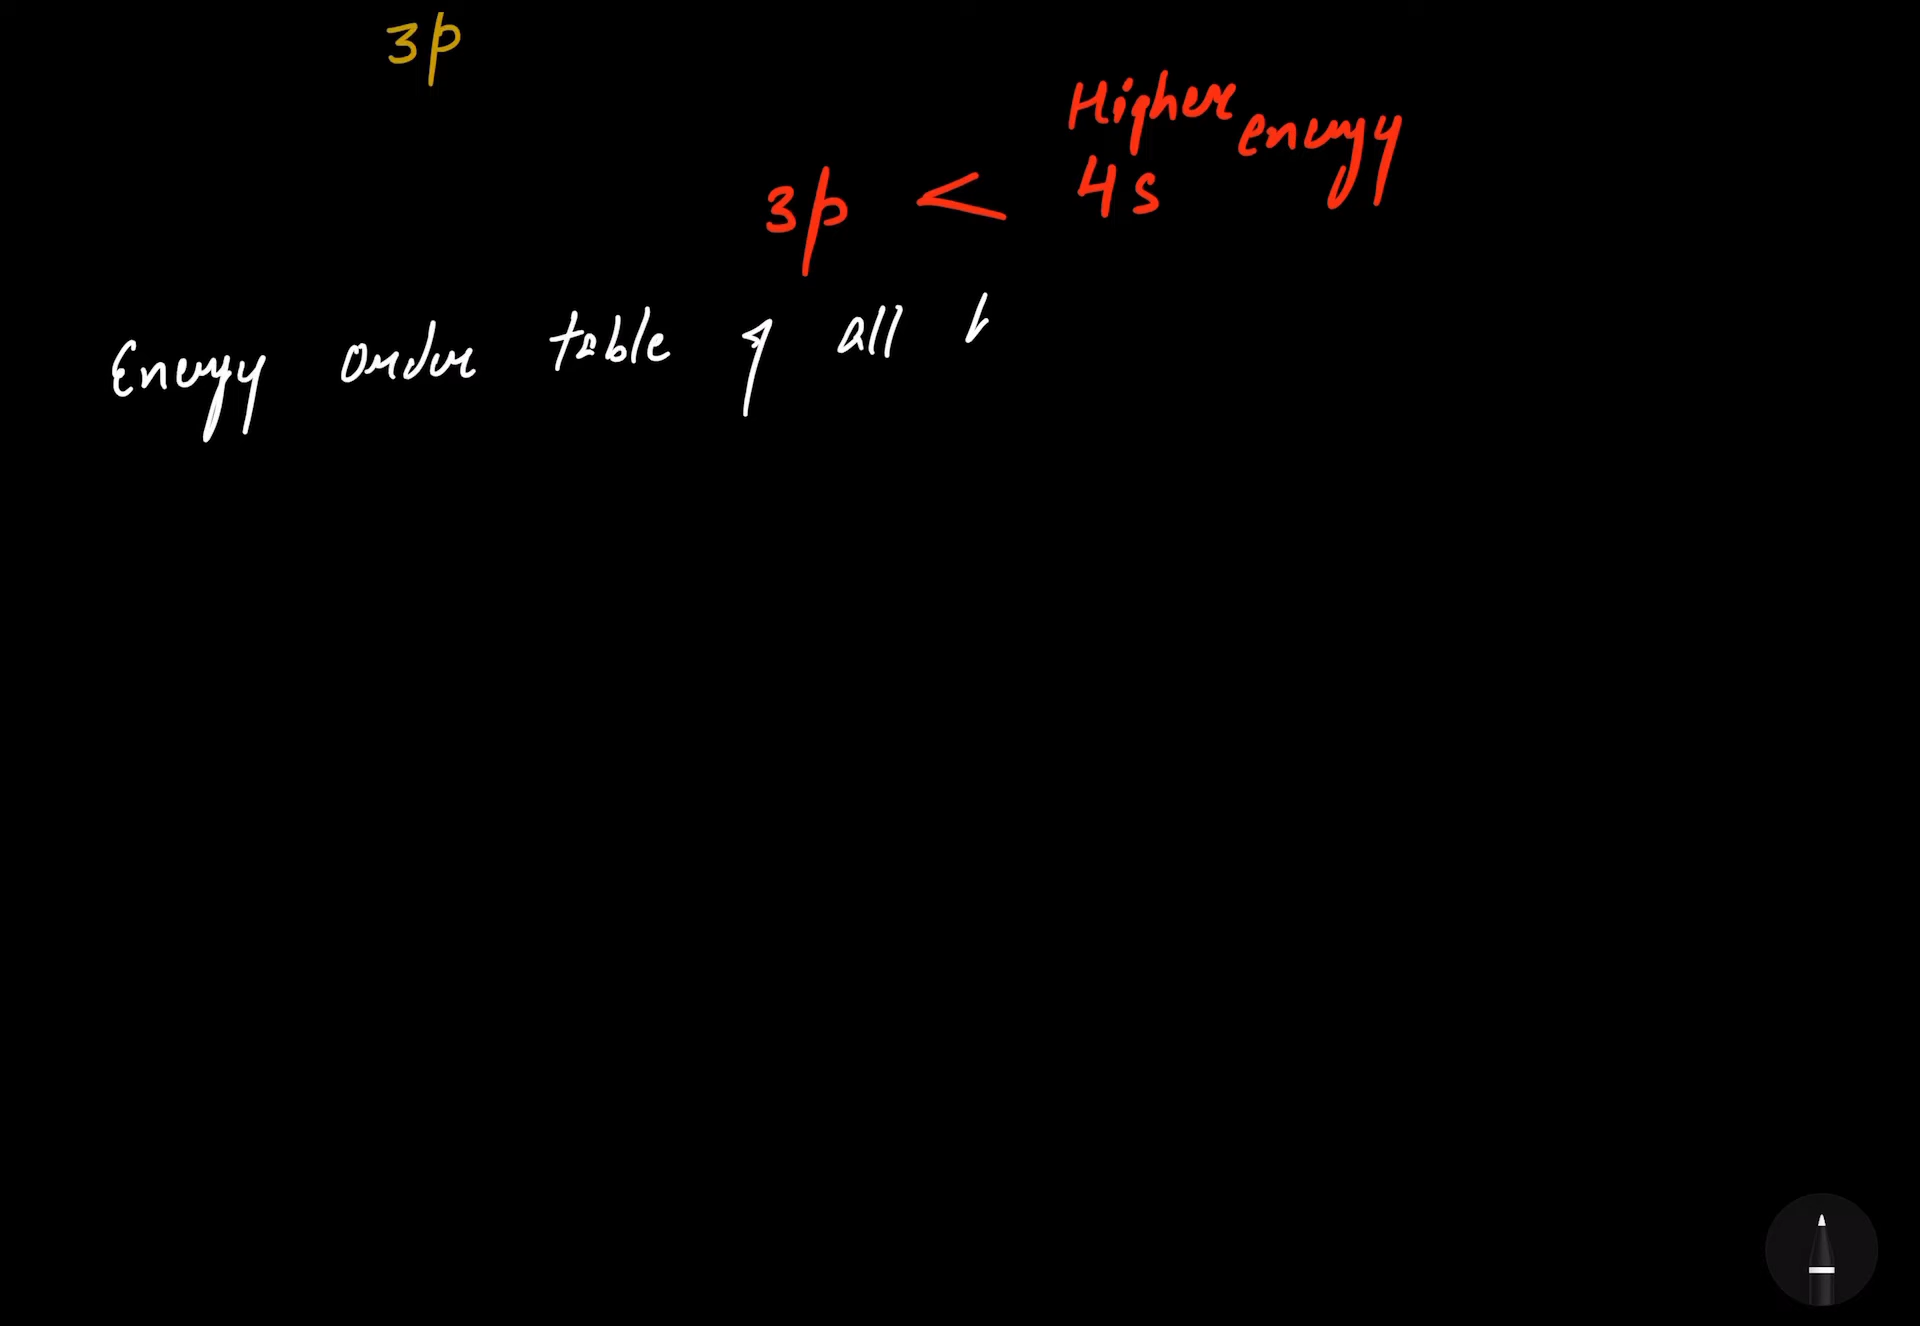 3p
Higher energy
3p < 4s
Energy order table of all